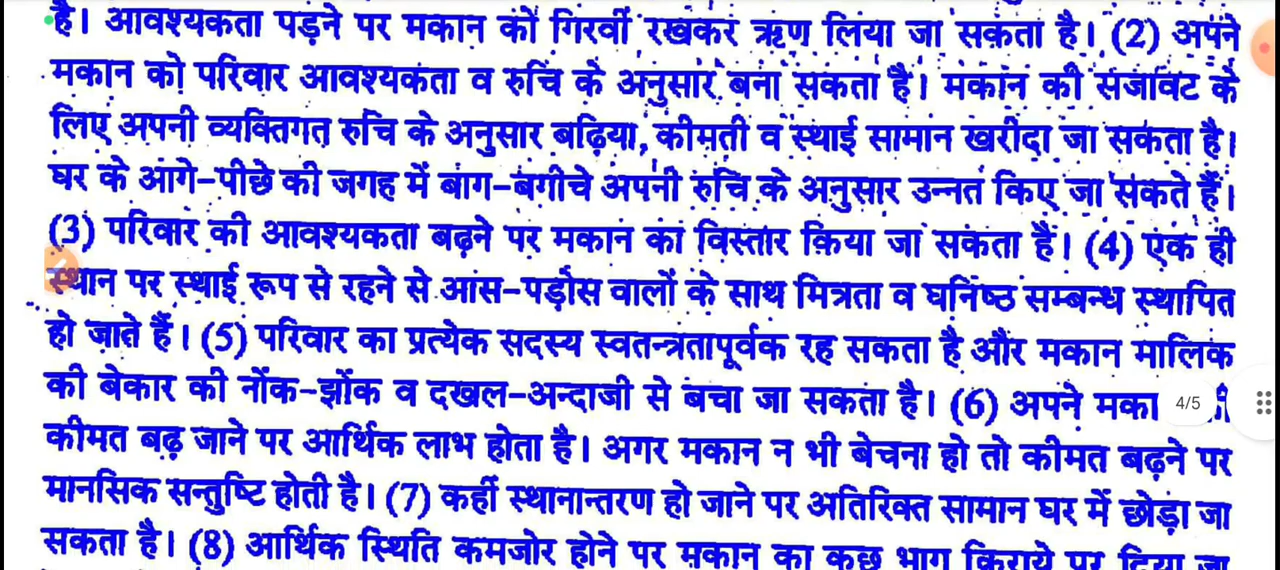 है। आवश्यकता पड़ने पर मकान को गिरवीं रखकर ऋण लिया जा सकता है। (2) अपने
मकान को परिवार आवश्यकता व रुचि के अनुसार बना सकता है। मकान की सजावट के
लिए अपनी व्यक्तिगत रुचि के अनुसार बढ़िया, कीमती व स्थाई सामान खरीदा जा सकता है।
घर के आगे-पीछे की जगह में बाग-बगीचे अपनी रुचि के अनुसार उन्नत किए जा सकते हैं।
(3) परिवार की आवश्यकता बढ़ने पर मकान का विस्तार किया जा सकता है। (4) एक ही
स्थान पर स्थाई रूप से रहने से आस-पड़ोस वालों के साथ मित्रता व घनिष्ठ सम्बन्ध स्थापित
हो जाते हैं। (5) परिवार का प्रत्येक सदस्य स्वतन्त्रतापूर्वक रह सकता है और मकान मालिक
की बेकार की नोंक-झोंक व दखल-अन्दाजी से बचा जा सकता है। (6) अपने
4/5
कीमत बढ़ जाने पर आर्थिक लाभ होता है। अगर मकान न भी बेचना हो तो कीमत बढ़ने पर
मानसिक सन्तुष्टि होती है। (7) कहीं स्थानान्तरण हो जाने पर अतिरिक्त सामान घर में छोड़ा जा
सकता है। (8) आर्थिक स्थिति कमजोर होने पर मकान का कुछ भाग किराये पर दिया जा